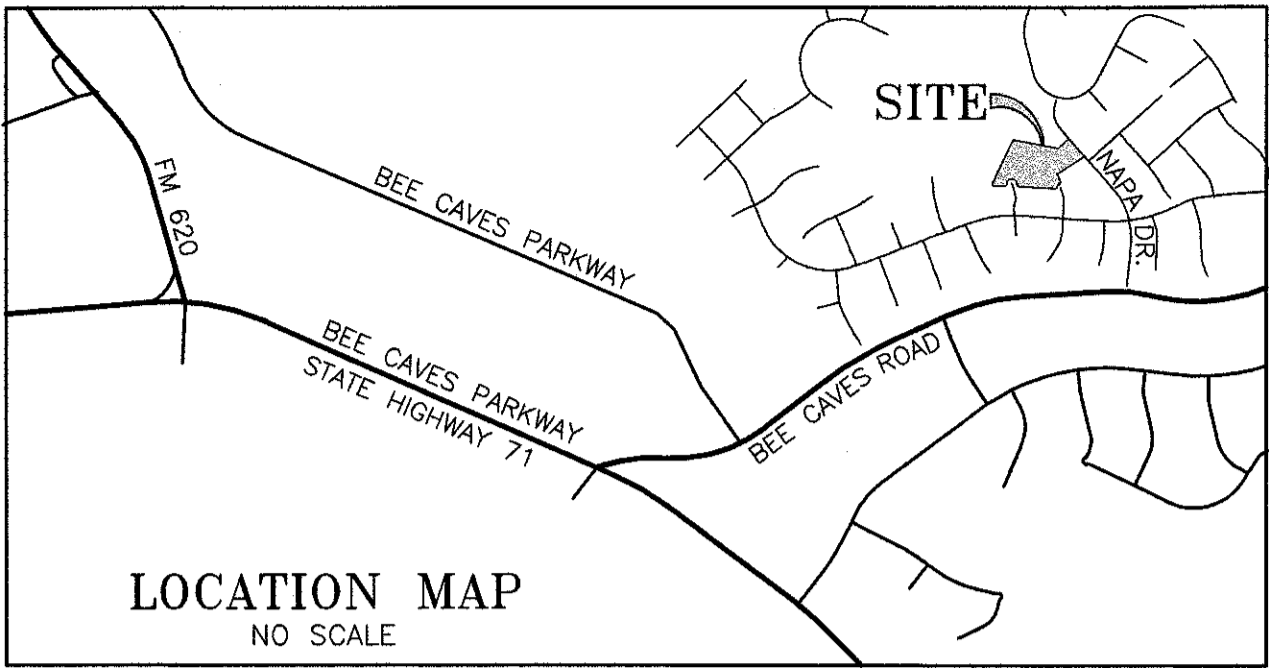 SITE
NAPA DR.
FM 620
BEE CAVES PARKWAY
BEE CAVES PARKWAY
STATE HIGHWAY 71
BEE CAVES ROAD
LOCATION MAP
NO SCALE